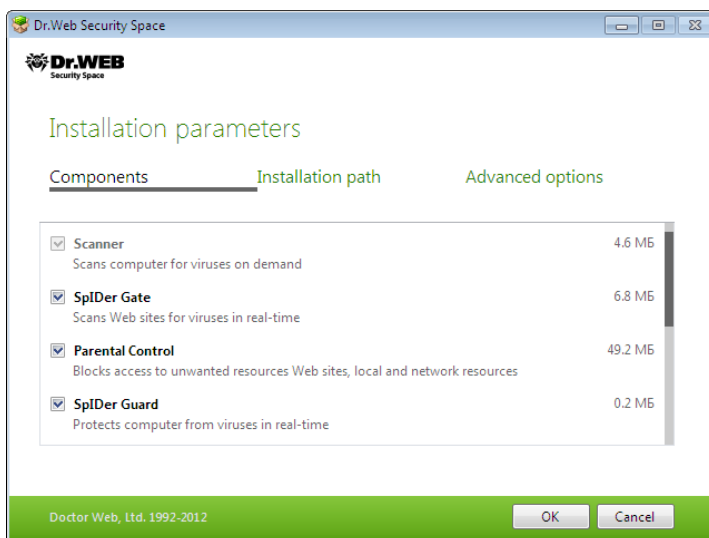 Dr.Web Security Space
Dr.WEB
Security Space
Installation parameters
Components Installation path Advanced options
Scanner 4.6 МБ
Scans computer for viruses on demand
SpIDer Gate 6.8 МБ
Scans Web sites for viruses in real-time
Parental Control 49.2 МБ
Blocks access to unwanted resources Web sites, local and network resources
SpIDer Guard 0.2 МБ
Protects computer from viruses in real-time
Doctor Web, Ltd. 1992-2012 OK Cancel